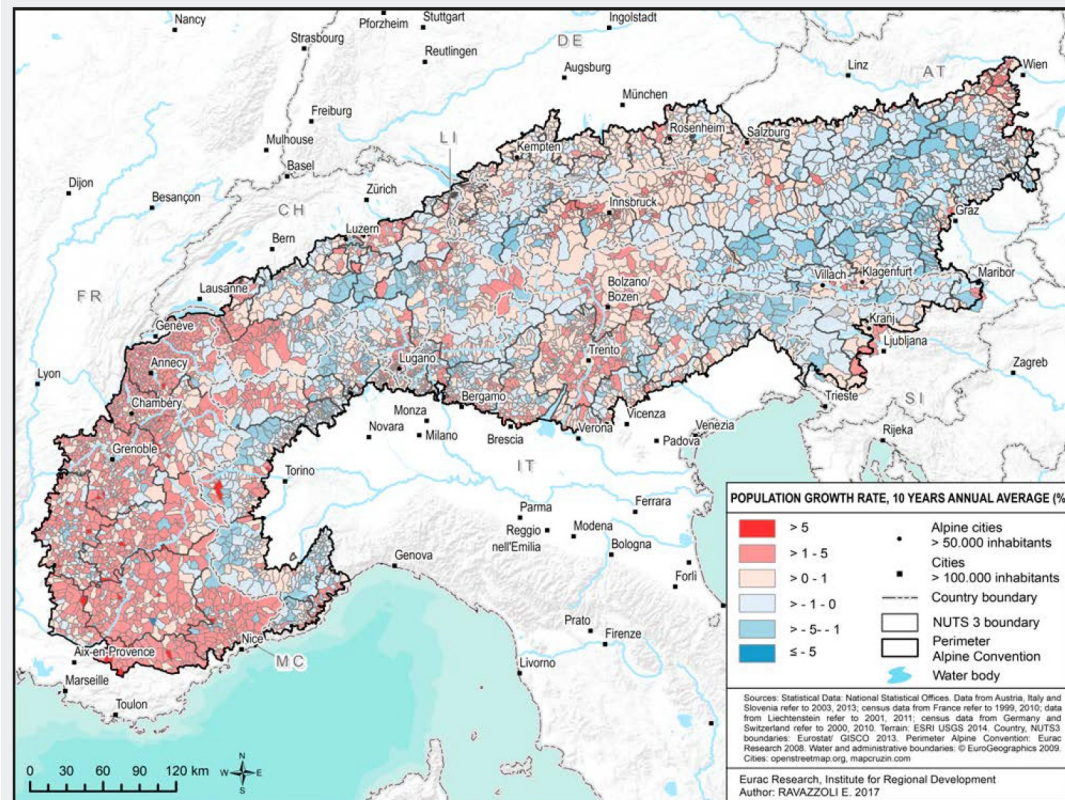 Nancy
Pforzheim
Stuttgart
Ingolstadt
Strasbourg
Reutlingen
DE
Augsburg
Linz
AT
Wien
München
Freiburg
Mulhouse
Basel
LI
Kempten
Rosenheim
Salzburg
Dijon
Besançon
Zürich
CH
Luzern
Bern
Innsbruck
Graz
FR
Lausanne
Bolzano/
Bozen
Villach
Klagenfurt
Maribor
Genève
Kranj
Ljubljana
Annecy
Lugano
Trento
Lyon
Chambéry
Zagreb
Bergamo
Trieste
SI
Monza
Novara
Milano
Brescia
Verona
Vicenza
Padova
Venezia
Rijeka
Grenoble
IT
Torino
Parma
Ferrara
Reggio
nell'Emilia
Modena
Bologna
Genova
Forlì
Prato
Firenze
Nice
MC
Aix-en-Provence
Marseille
Livorno
Toulon
0 30 60 90 120 km
N
W E
S
POPULATION GROWTH RATE, 10 YEARS ANNUAL AVERAGE (%
> 5
> 1 - 5
> 0 - 1
> - 1 - 0
> - 5- - 1
≤ - 5
Alpine cities
> 50.000 inhabitants
Cities
> 100.000 inhabitants
Country boundary
NUTS 3 boundary
Perimeter
Alpine Convention
Water body
Sources: Statistical Data: National Statistical Offices. Data from Austria, Italy and
Slovenia refer to 2003, 2013; census data from France refer to 1999, 2010; data
from Liechtenstein refer to 2001, 2011; census data from Germany and
Switzerland refer to 2000, 2010. Terrain: ESRI USGS 2014. Country, NUTS3
boundaries: Eurostat/ GISCO 2013. Perimeter Alpine Convention: Eurac
Research 2008. Water and administrative boundaries: © EuroGeographics 2009.
Cities: openstreetmap.org, mapcruzin.com
Eurac Research, Institute for Regional Development
Author: RAVAZZOLI E. 2017